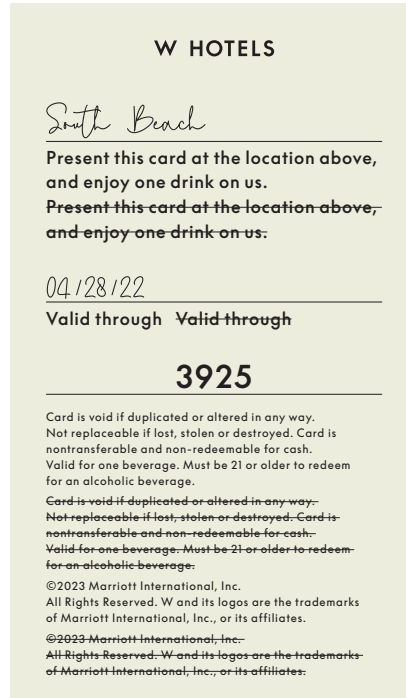 W HOTELS
South Beach
Present this card at the location above,
and enjoy one drink on us.
Present this card at the location above,
and enjoy one drink on us.
04/28/22
Valid through Valid through
3925
Card is void if duplicated or altered in any way.
Not replaceable if lost, stolen or destroyed. Card is
nontransferable and non-redeemable for cash.
Valid for one beverage. Must be 21 or older to redeem
for an alcoholic beverage.
Card is void if duplicated or altered in any way.
Not replaceable if lost, stolen or destroyed. Card is
nontransferable and non-redeemable for cash.
Valid for one beverage. Must be 21 or older to redeem
for an alcoholic beverage.
©2023 Marriott International, Inc.
All Rights Reserved. W and its logos are the trademarks
of Marriott International, Inc., or its affiliates.
©2023 Marriott International, Inc.
All Rights Reserved. W and its logos are the trademarks
of Marriott International, Inc., or its affiliates.